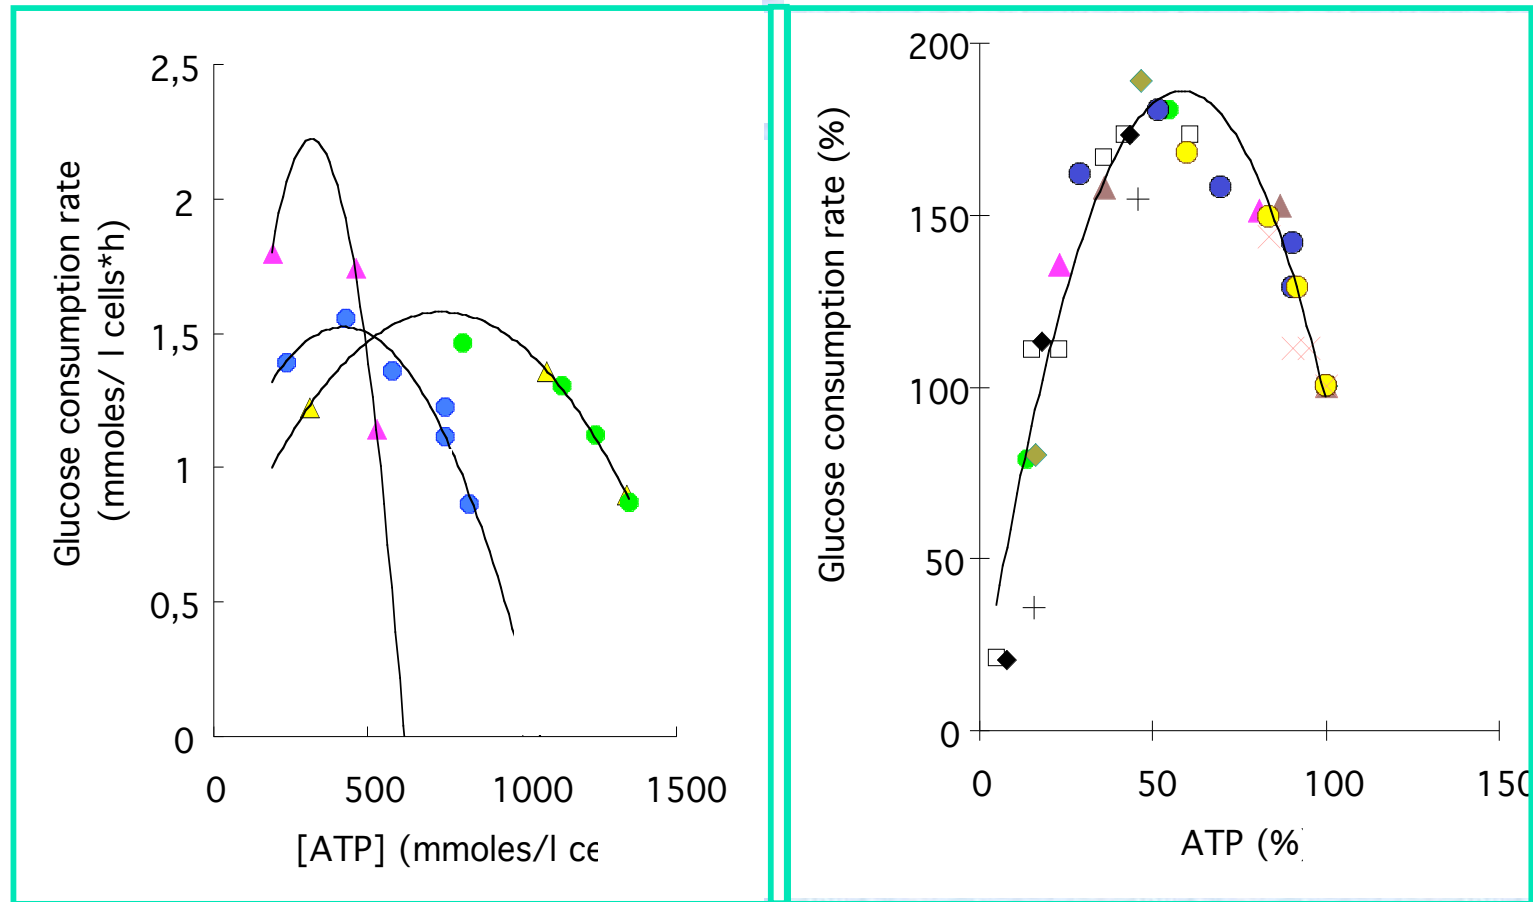 2,5
2
1,5
1
0,5
0
Glucose consumption rate
(mmoles/ l cells*h)
0 500 1000 1500
[ATP] (mmoles/l ce
200
150
100
50
0
Glucose consumption rate (%)
0 50 100 150
ATP (%)